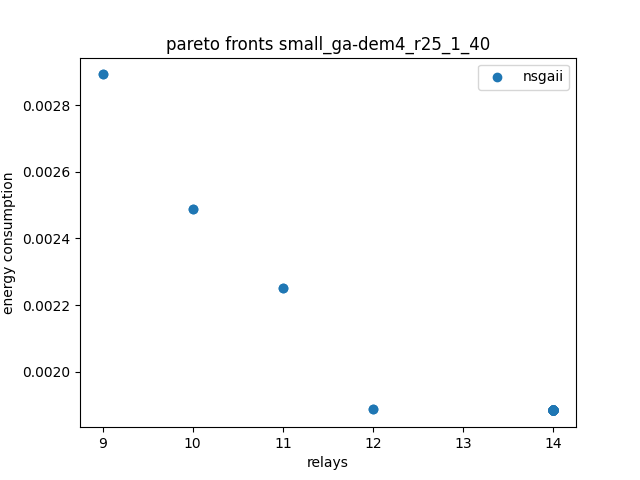 pareto fronts small_ga-dem4_r25_1_40
nsgaii
energy consumption
0.0028
0.0026
0.0024
0.0022
0.0020
9 10 11 12 13 14
relays